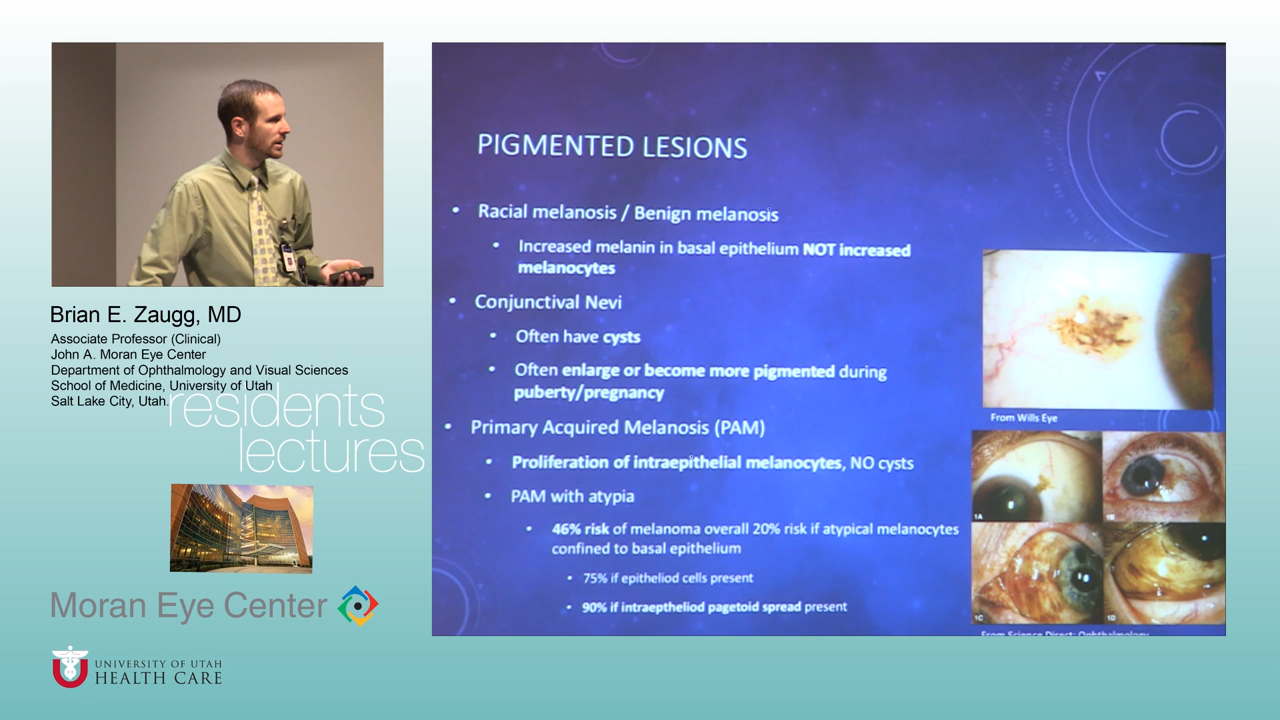 Brian E. Zaugg, MD
Associate Professor (Clinical)
John A. Moran Eye Center
Department of Ophthalmology and Visual Sciences
School of Medicine, University of Utah
Salt Lake City, Utah.
residents
lectures
Moran Eye Center
UNIVERSITY OF UTAH
HEALTH CARE
PIGMENTED LESIONS
• Racial melanosis / Benign melanosis
• Increased melanin in basal epithelium NOT increased
melanocytes
• Conjunctival Nevi
• Often have cysts
• Often enlarge or become more pigmented during
puberty/pregnancy
• Primary Acquired Melanosis (PAM)
• Proliferation of intraepithelial melanocytes, NO cysts
• PAM with atypia
• 46% risk of melanoma overall 20% risk if atypical melanocytes
confined to basal epithelium
• 75% if epitheliod cells present
• 90% if intraeptheliod pagetoid spread present
From Wills Eye
1A
1B
1C
1D
From Science Direct: Ophthalmology